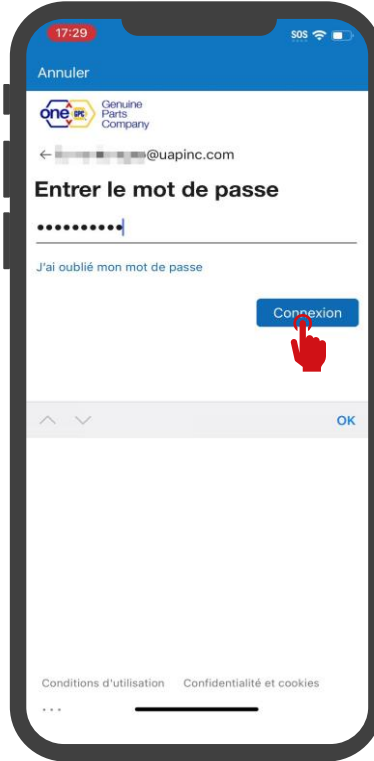 17:29 SOS
Annuler
one GPC Genuine
Parts
Company
← @uapinc.com
Entrer le mot de passe
••••••••••
J'ai oublié mon mot de passe
Connexion
OK
Conditions d'utilisation Confidentialité et cookies
...